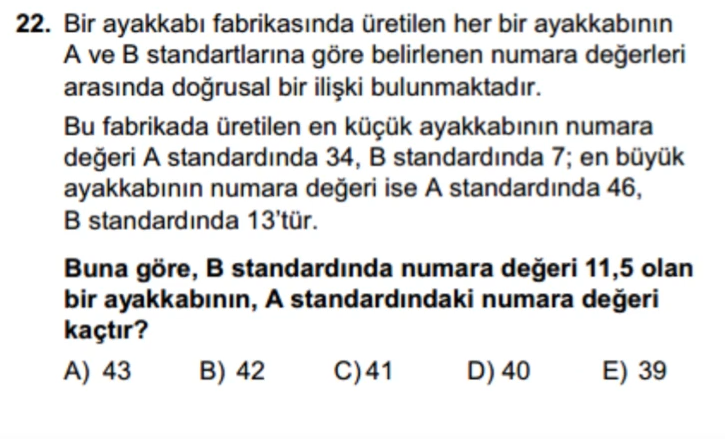 22. Bir ayakkabı fabrikasında üretilen her bir ayakkabının
A ve B standartlarına göre belirlenen numara değerleri
arasında doğrusal bir ilişki bulunmaktadır.
Bu fabrikada üretilen en küçük ayakkabının numara
değeri A standardında 34, B standardında 7; en büyük
ayakkabının numara değeri ise A standardında 46,
B standardında 13'tür.
Buna göre, B standardında numara değeri 11,5 olan
bir ayakkabının, A standardındaki numara değeri
kaçtır?
A) 43 B) 42 C) 41 D) 40 E) 39